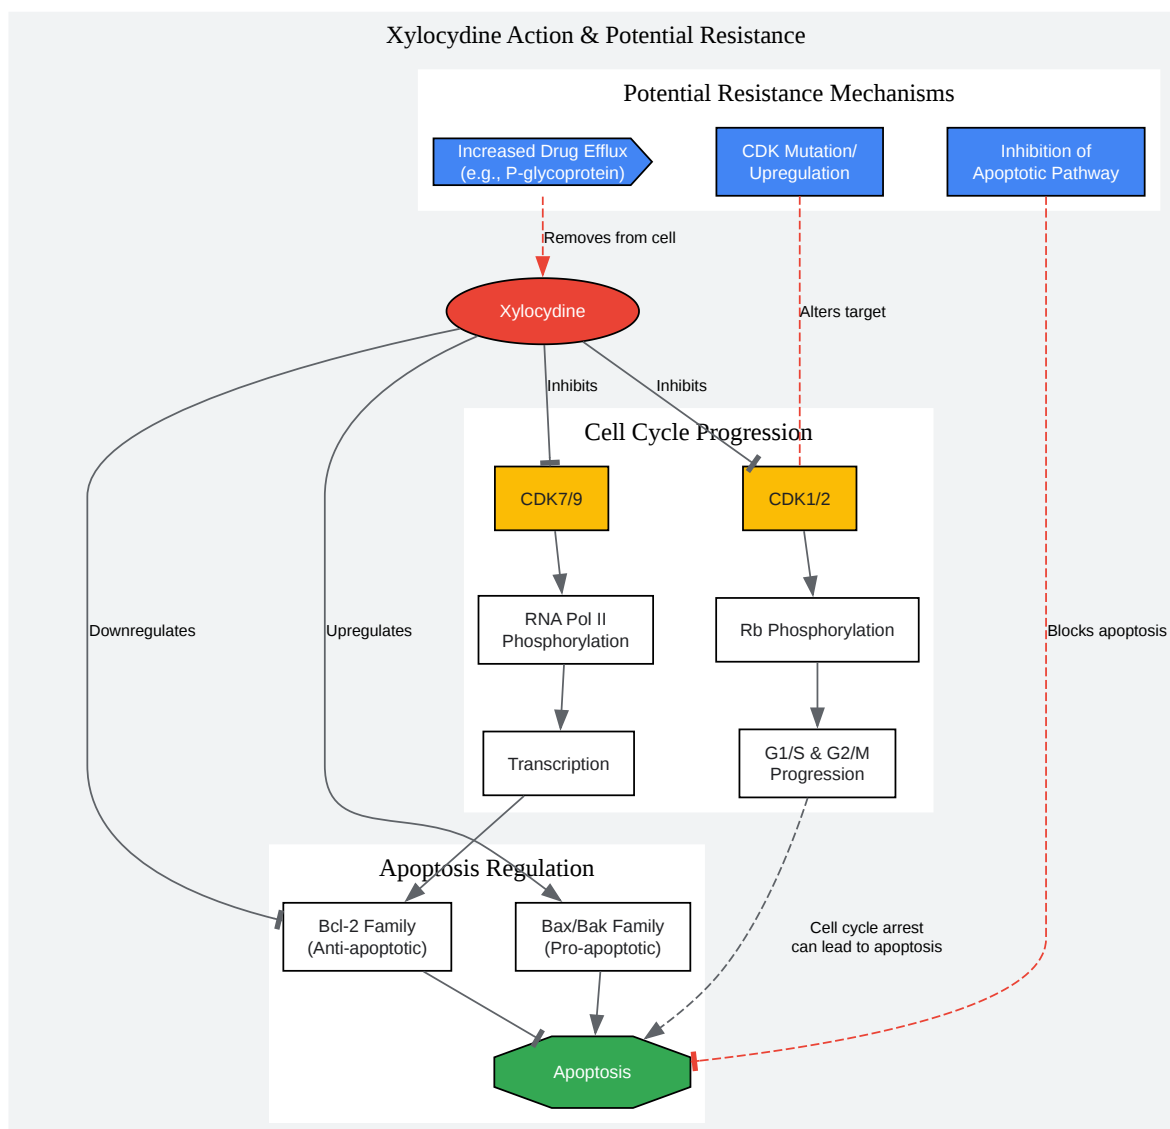 Xylocydine Action & Potential Resistance
Potential Resistance Mechanisms
Increased Drug Efflux
(e.g., P-glycoprotein)
CDK Mutation/
Upregulation
Inhibition of
Apoptotic Pathway
Removes from cell
Xylocydine
Alters target
Inhibits
Inhibits
Cell Cycle Progression
CDK7/9
CDK1/2
RNA Pol II
Phosphorylation
Rb Phosphorylation
Downregulates
Upregulates
Blocks apoptosis
Transcription
G1/S & G2/M
Progression
Apoptosis Regulation
Bcl-2 Family
(Anti-apoptotic)
Bax/Bak Family
(Pro-apoptotic)
Cell cycle arrest
can lead to apoptosis
Apoptosis